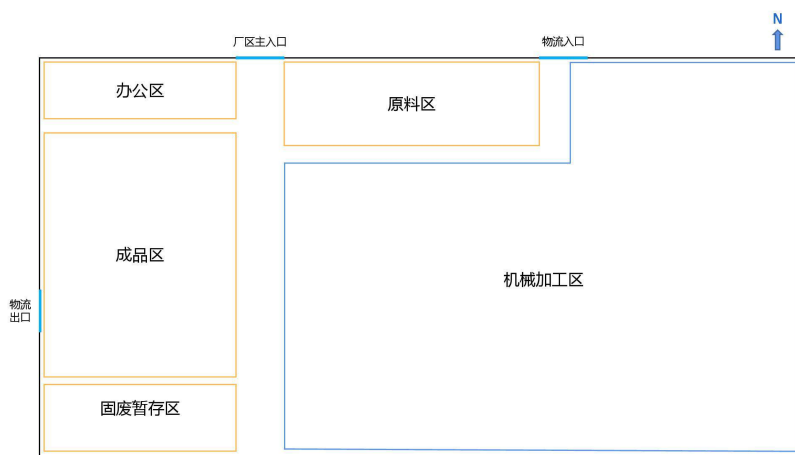 N
厂区主入口
物流入口
办公区
原料区
成品区
机械加工区
物流
出口
固废暂存区